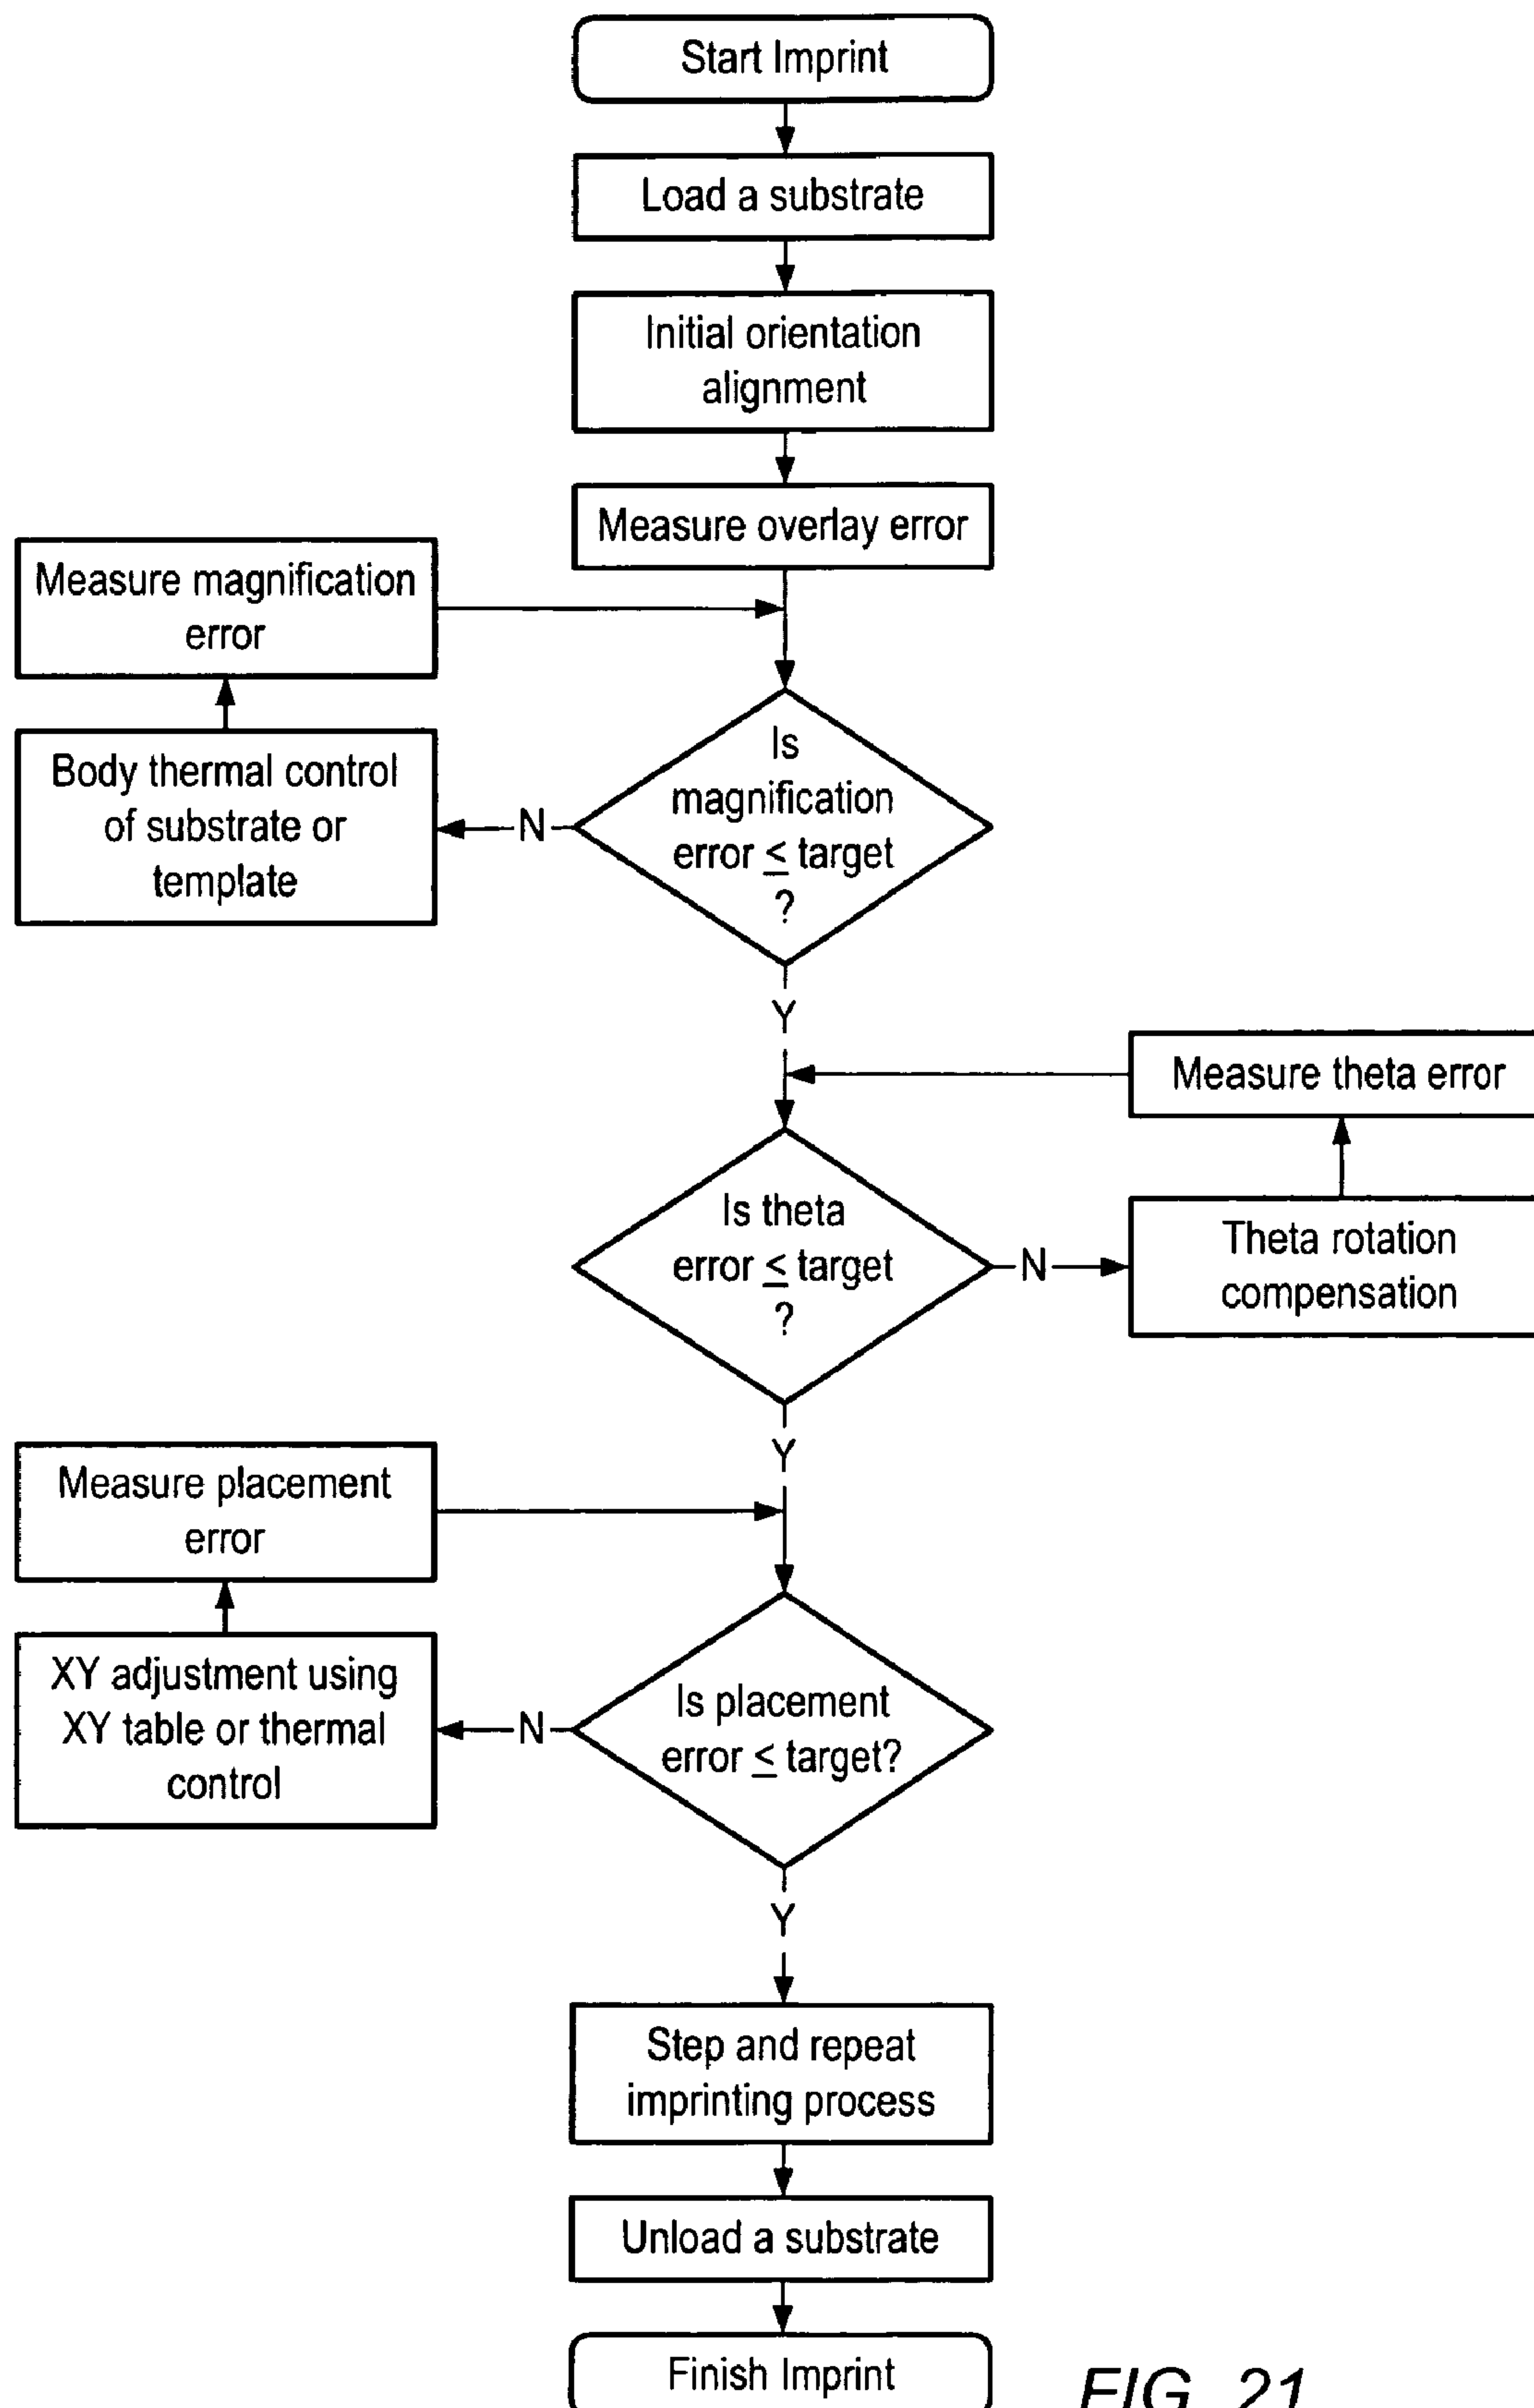 Start Imprint
Load a substrate
Initial orientation
alignment
Measure overlay error
Measure magnification
error
Body thermal control
of substrate or
template
N
Is
magnification
error ≤ target
?
Y
Measure theta error
Is theta
error ≤ target
?
N
Theta rotation
compensation
Y
Measure placement
error
XY adjustment using
XY table or thermal
control
N
Is placement
error ≤ target?
Y
Step and repeat
imprinting process
Unload a substrate
Finish Imprint
FIG. 21